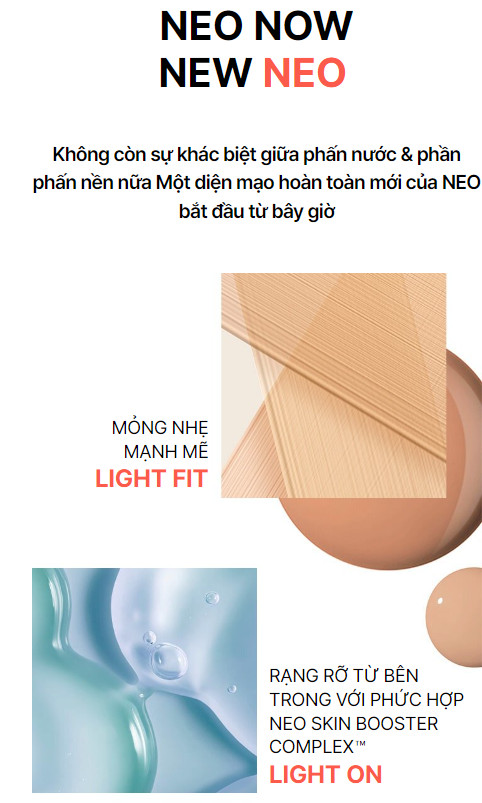 NEO NOW
NEW NEO
Không còn sự khác biệt giữa phấn nước & phần
phấn nền nữa Một diện mạo hoàn toàn mới của NEO
bắt đầu từ bây giờ
MỎNG NHẸ
MẠNH MẼ
LIGHT FIT
RẠNG RỠ TỪ BÊN
TRONG VỚI PHỨC HỢP
NEO SKIN BOOSTER
COMPLEX™
LIGHT ON